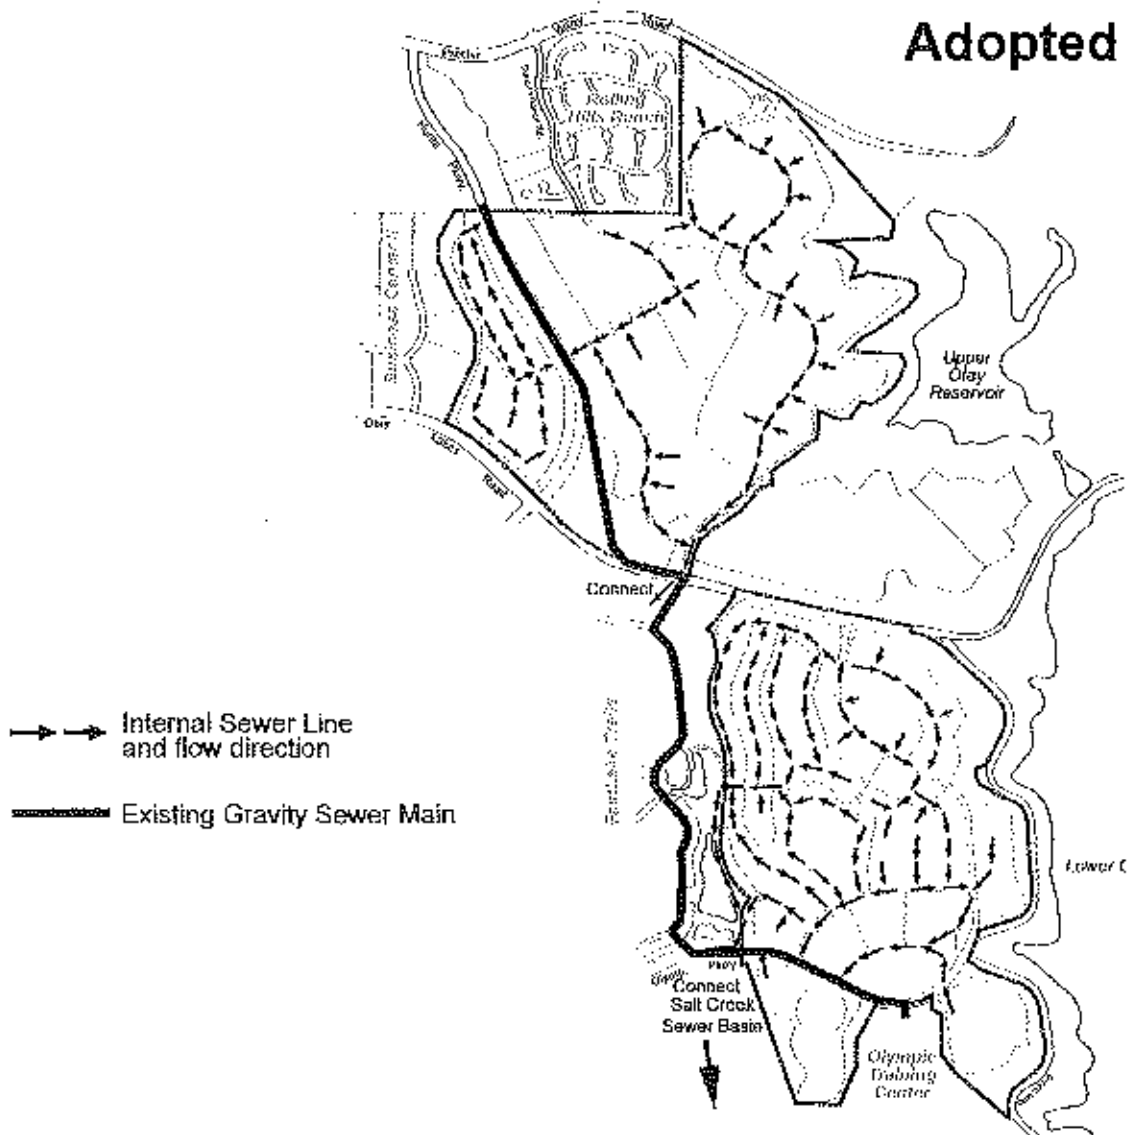 Adopted
Rolling
Hills Ranch
Upper
Otay
Reservoir
Otay
Lakes
Road
Connect
Internal Sewer Line
and flow direction
Existing Gravity Sewer Main
Lower O
Pkwy
Connect
Salt Creek
Sewer Basin
Olympic
Training
Center